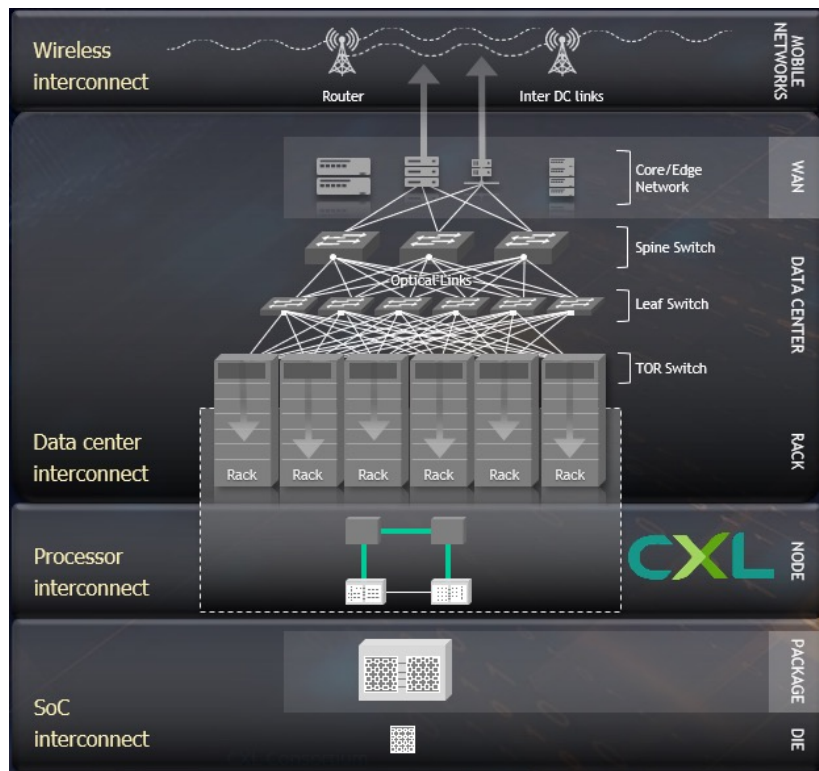 Wireless
interconnect
Router
Inter DC links
MOBILE
NETWORKS
Core/Edge
Network
WAN
Spine Switch
Optical Links
Leaf Switch
DATA CENTER
TOR Switch
Data center
interconnect
Rack
Rack
Rack
Rack
Rack
Rack
RACK
Processor
interconnect
CXL
NODE
PACKAGE
SoC
interconnect
DIE
CXL Consortium